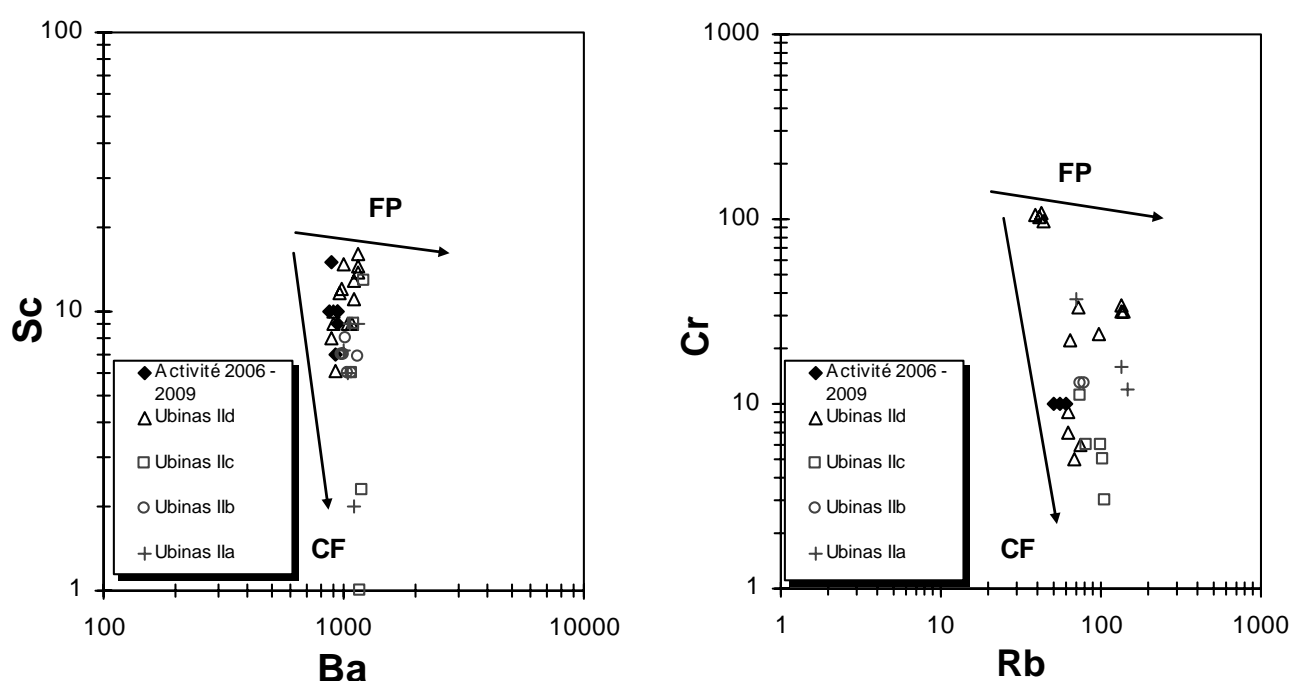 100
10
1
Sc
FP
CF
Activité 2006 -
2009
Ubinas IId
Ubinas IIc
Ubinas IIb
Ubinas IIa
100
1000
10000
Ba
1000
100
10
1
Cr
FP
CF
Activité 2006 -
2009
Ubinas IId
Ubinas IIc
Ubinas IIb
Ubinas IIa
1
10
100
1000
Rb